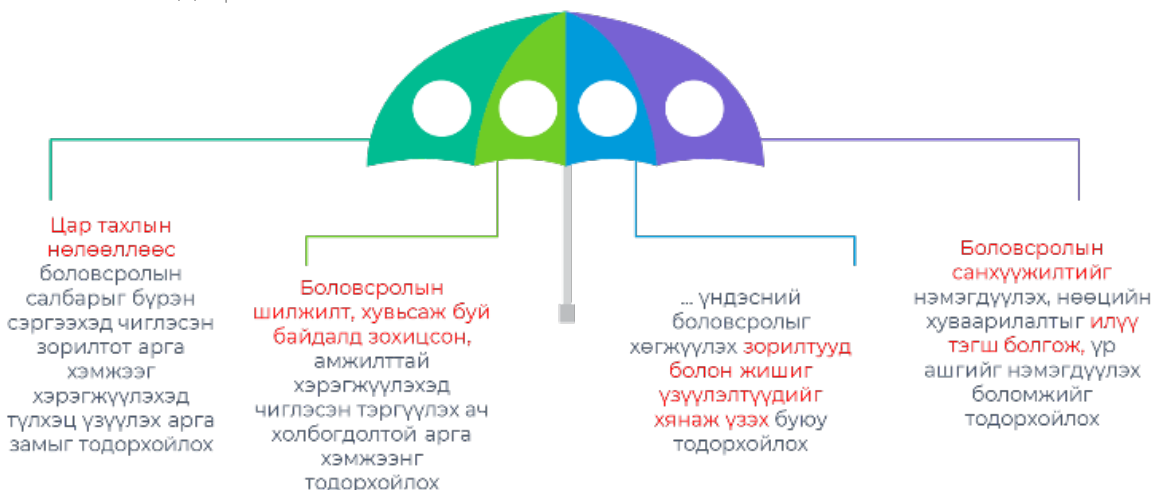 Цар тахлын
нөлөөллөөс
боловсролын
салбарыг бүрэн
сэргээхэд чиглэсэн
зорилтот арга
хэмжээг
хэрэгжүүлэхэд
түлхэц үзүүлэх арга
замыг тодорхойлох
Боловсролын
шилжилт, хувьсаж буй
байдалд зохицсон,
амжилттай
хэрэгжүүлэхэд
чиглэсэн тэргүүлэх ач
холбогдолтой арга
хэмжээнг
тодорхойлох
... үндэсний
боловсролыг
хөгжүүлэх зорилтууд
болон жишиг
үзүүлэлтүүдийг
хянаж үзэх буюу
тодорхойлох
Боловсролын
санхүүжилтийг
нэмэгдүүлэх, нөөцийн
хуваарилалтыг илүү
тэгш болгож, үр
ашгийг нэмэгдүүлэх
боломжийг
тодорхойлох